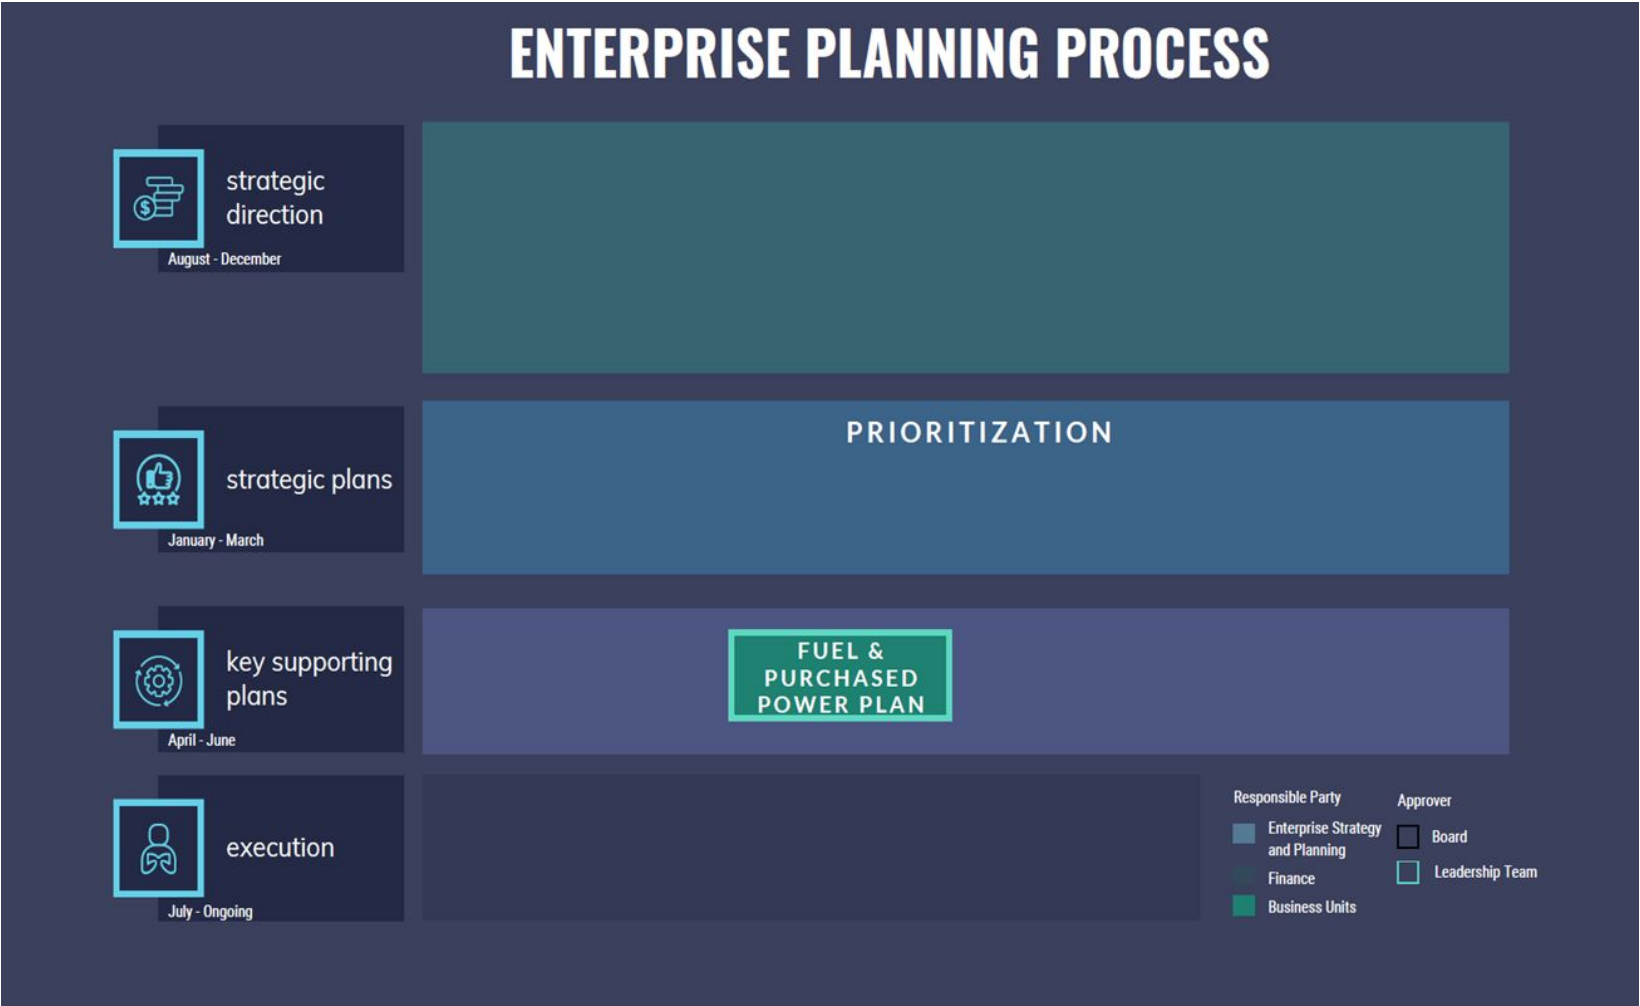 ENTERPRISE PLANNING PROCESS
strategic
direction
August - December
PRIORITIZATION
strategic plans
January - March
key supporting
plans
April - June
FUEL &
PURCHASED
POWER PLAN
execution
July - Ongoing
Responsible Party
Enterprise Strategy
and Planning
Finance
Business Units
Approver
Board
Leadership Team